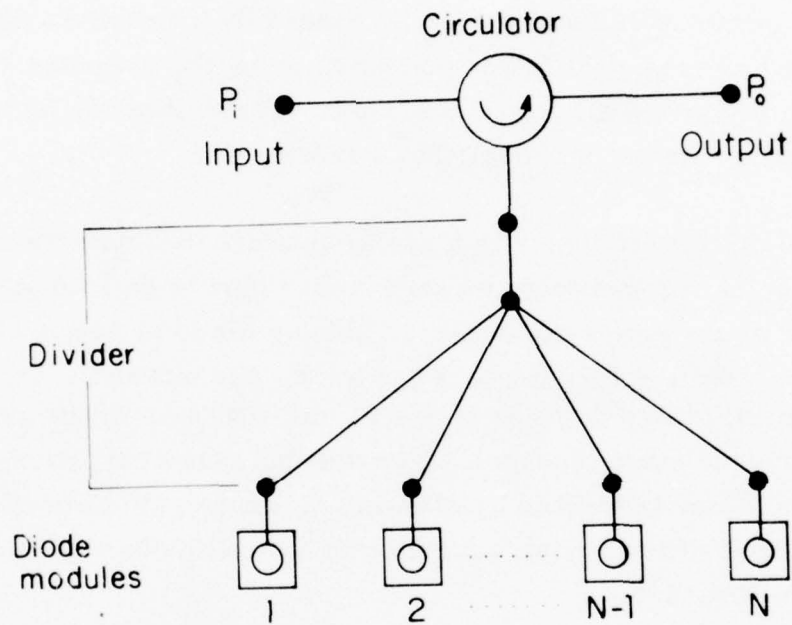 Circulator
Pi
Po
Input
Output
Divider
Diode
modules
1
2
N-1
N